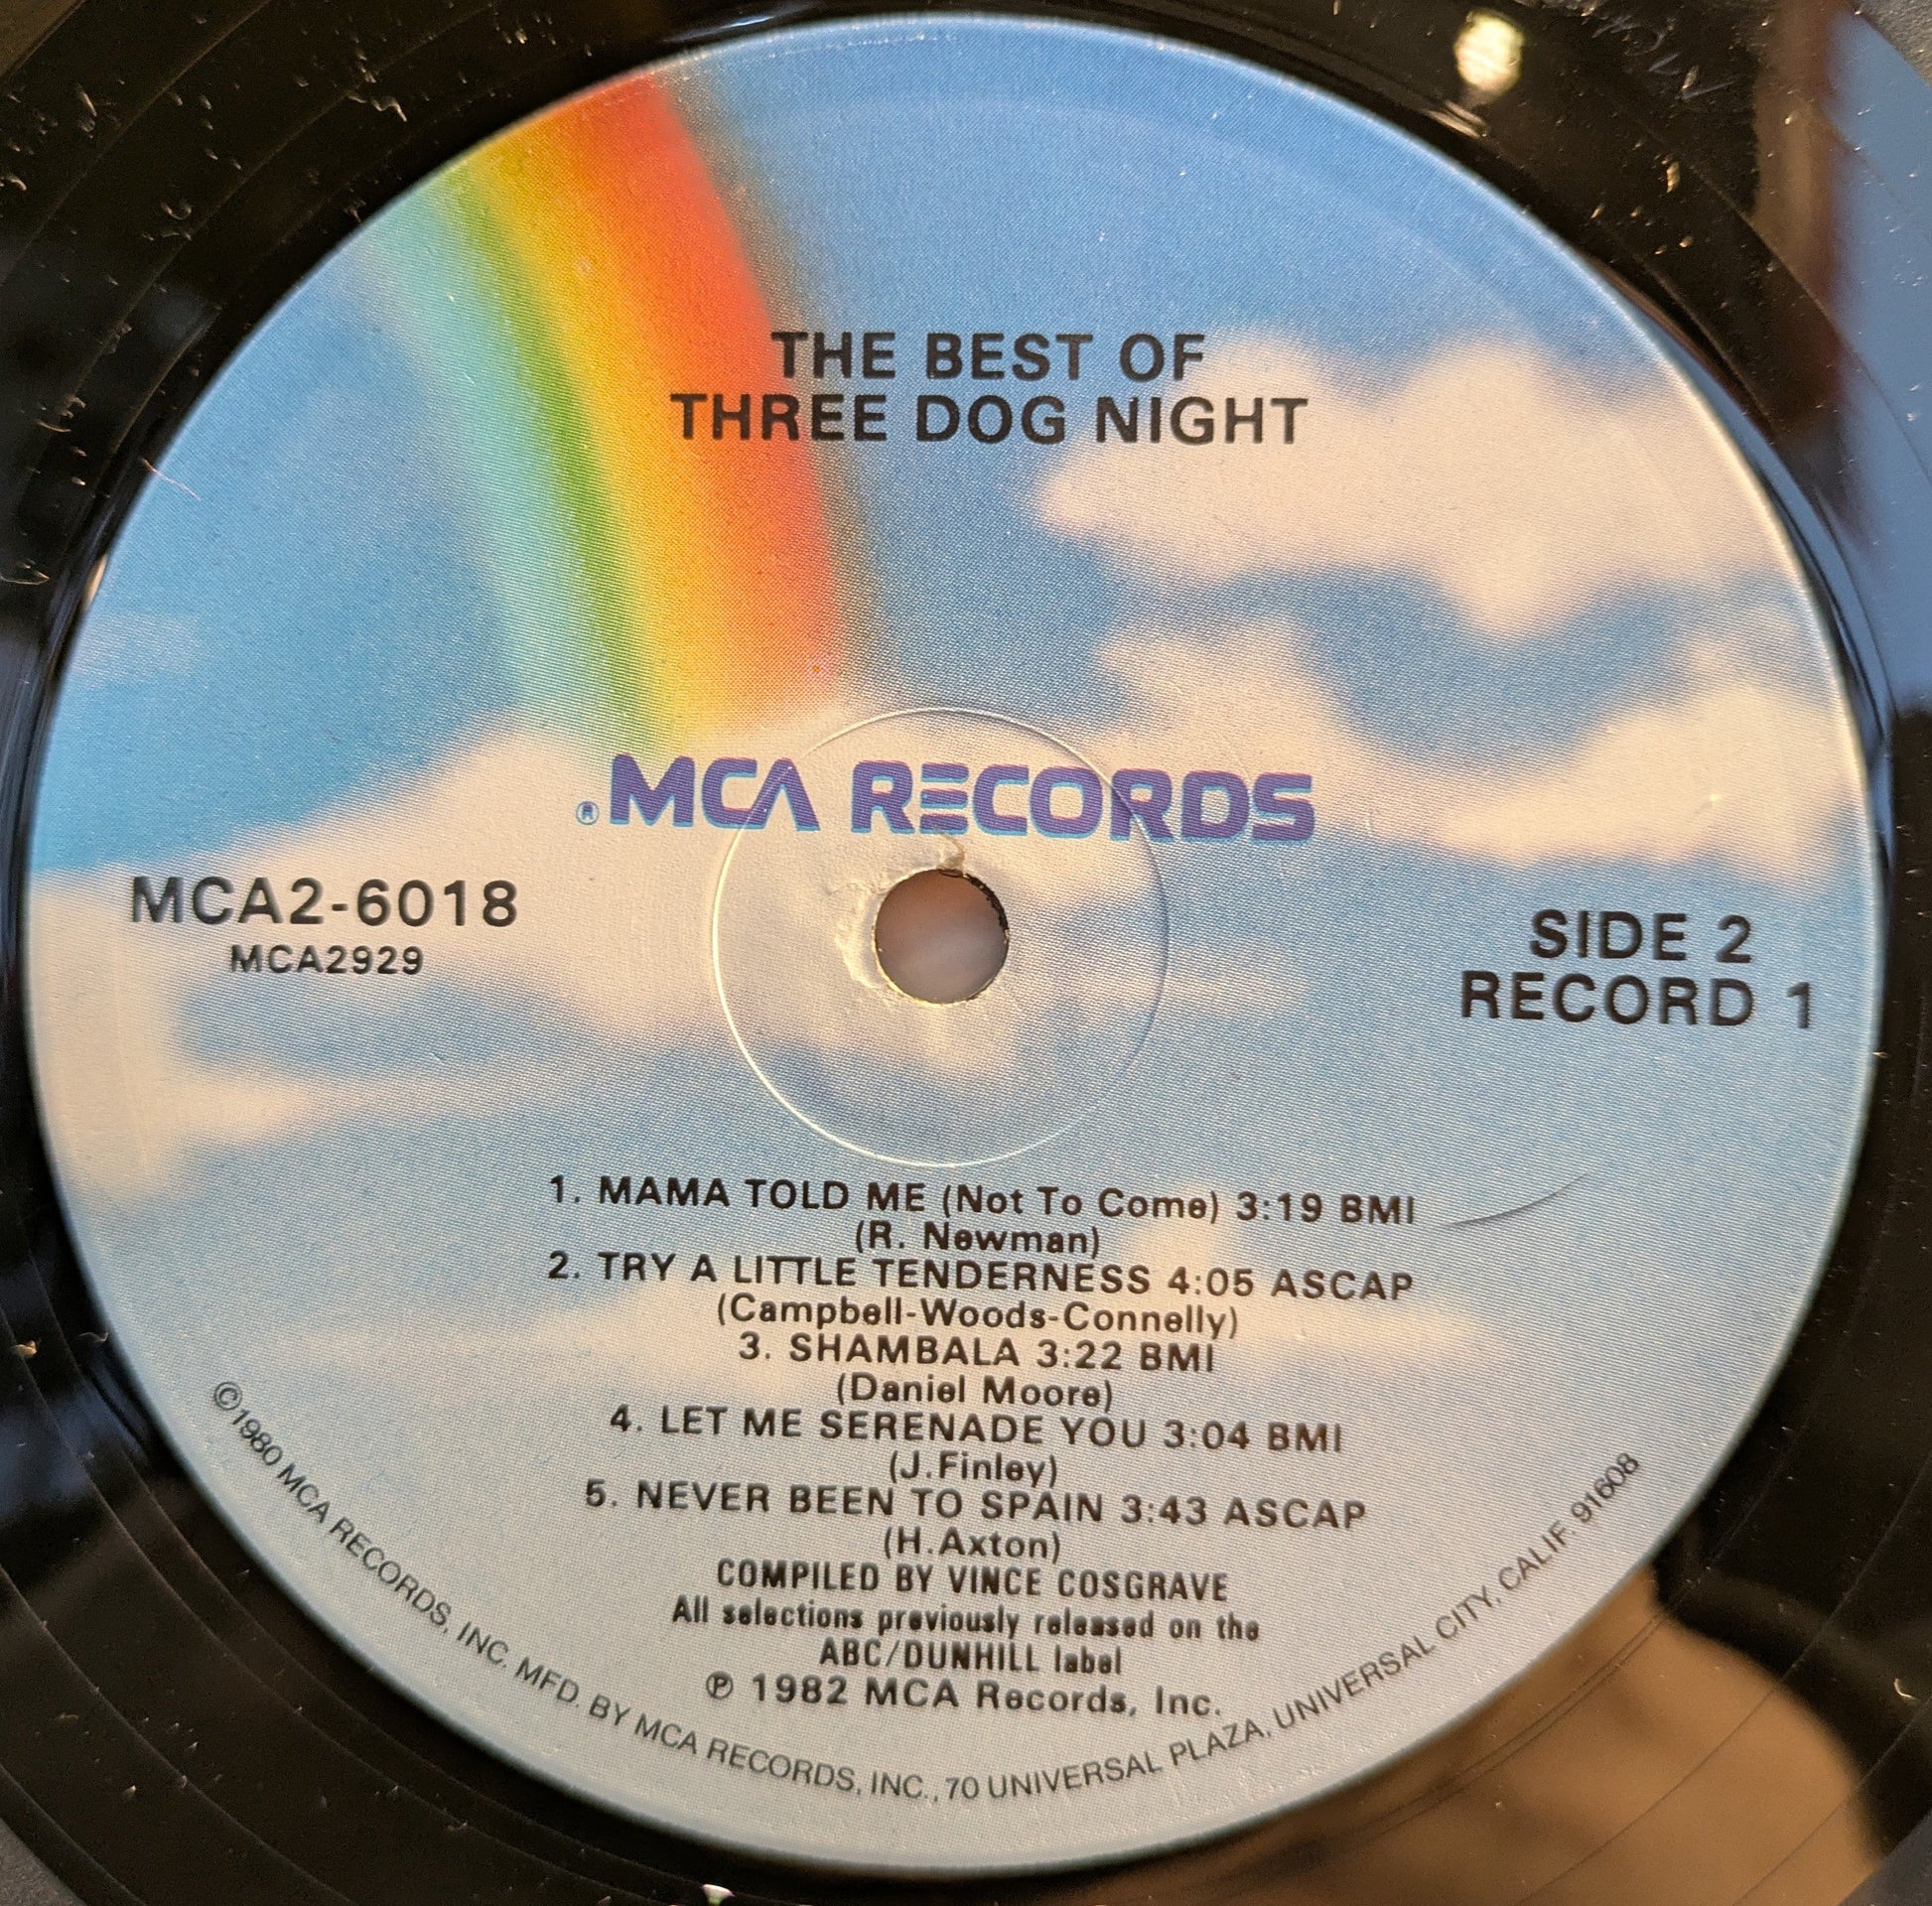 THE BEST OF
THREE DOG NIGHT
® MCA RECORDS
MCA2-6018
MCA2929
SIDE 2
RECORD 1
1. MAMA TOLD ME (Not To Come) 3:19 BMI
(R. Newman)
2. TRY A LITTLE TENDERNESS 4:05 ASCAP
(Campbell-Woods-Connelly)
3. SHAMBALA 3:22 BMI
(Daniel Moore)
4. LET ME SERENADE YOU 3:04 BMI
(J.Finley)
5. NEVER BEEN TO SPAIN 3:43 ASCAP
(H.Axton)
COMPILED BY VINCE COSGRAVE
All selections previously released on the
ABC/DUNHILL label
℗ 1982 MCA Records, Inc.
©1980 MCA RECORDS, INC. MFD. BY MCA RECORDS, INC., 70 UNIVERSAL PLAZA, UNIVERSAL CITY, CALIF. 91608